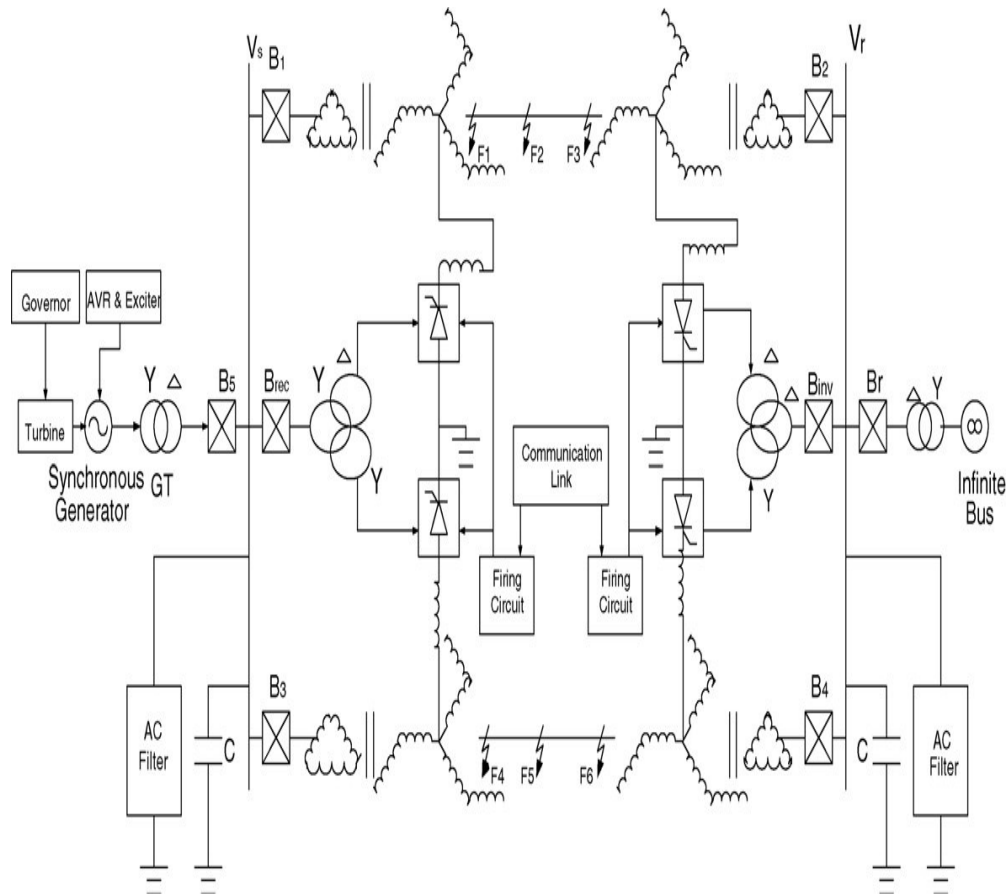 Vs
B1
B2
Vr
F1
F2
F3
Governor
AVR & Exciter
Turbine
Synchronous
Generator
Y
Δ
GT
B5
Brec
Y
Δ
Y
Communication
Link
Firing
Circuit
Firing
Circuit
Δ
Δ
Y
Binv
Br
Δ
Y
Infinite
Bus
AC
Filter
C
B3
F4
F5
F6
B4
C
AC
Filter